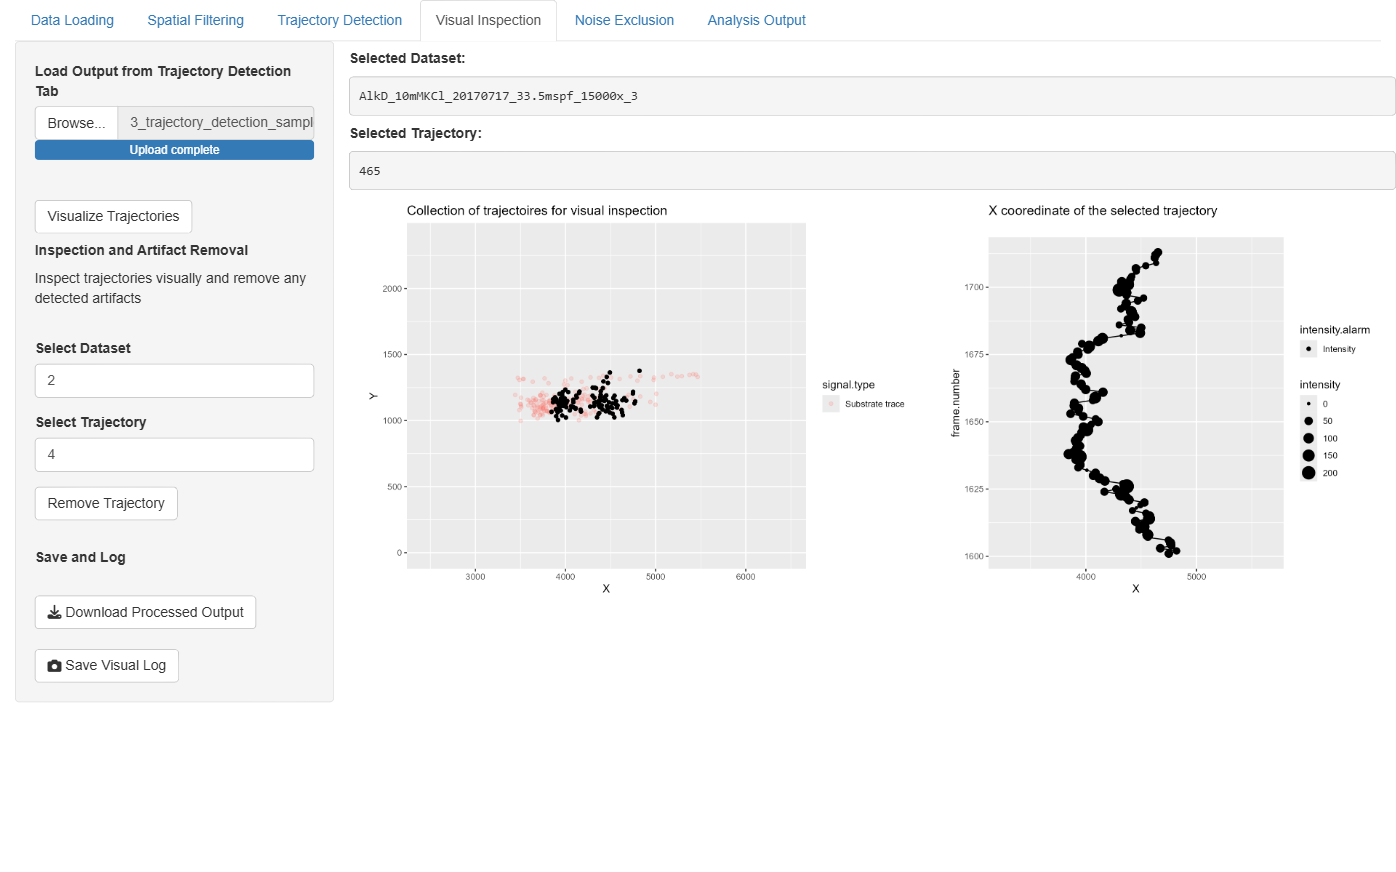 Data Loading
Spatial Filtering
Trajectory Detection
Visual Inspection
Noise Exclusion
Analysis Output
Load Output from Trajectory Detection
Tab
Browse...
3_trajectory_detection_sampl
Upload complete
Visualize Trajectories
Inspection and Artifact Removal
Inspect trajectories visually and remove any
detected artifacts
Select Dataset
2
Select Trajectory
4
Remove Trajectory
Save and Log
Download Processed Output
Save Visual Log
Selected Dataset:
AlkD_10mMKCl_20170717_33.5mspf_15000x_3
Selected Trajectory:
465
Collection of trajectoires for visual inspection
2000
1500
1000
500
0
Y
3000
4000
5000
6000
X
signal.type
Substrate trace
X cooredinate of the selected trajectory
1700
1675
1650
1625
1600
frame.number
4000
5000
X
intensity.alarm
Intensity
intensity
0
50
100
150
200